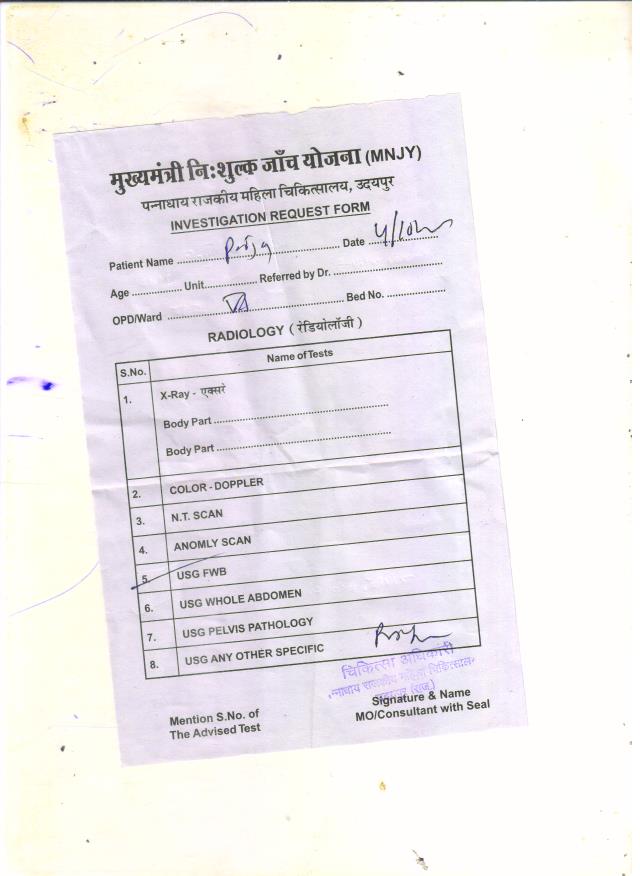 मुख्यमंत्री निःशुल्क जाँच योजना (MNJY)
पन्नाधाय राजकीय महिला चिकित्सालय, उदयपुर
INVESTIGATION REQUEST FORM
Patient Name ............ Date ............
Age ............ Unit............ Referred by Dr. ............
OPD/Ward ............ Bed No. ............
RADIOLOGY ( रेडियोलॉजी )
S.No. Name of Tests
1. X-Ray - एक्सरे
Body Part ............
Body Part ............
2. COLOR - DOPPLER
3. N.T. SCAN
4. ANOMLY SCAN
5. USG FWB
6. USG WHOLE ABDOMEN
7. USG PELVIS PATHOLOGY
8. USG ANY OTHER SPECIFIC
चिकित्सा अधिकारी
राजकीय महिला चिकित्सालय
Mention S.No. of
The Advised Test
Signature & Name
MO/Consultant with Seal